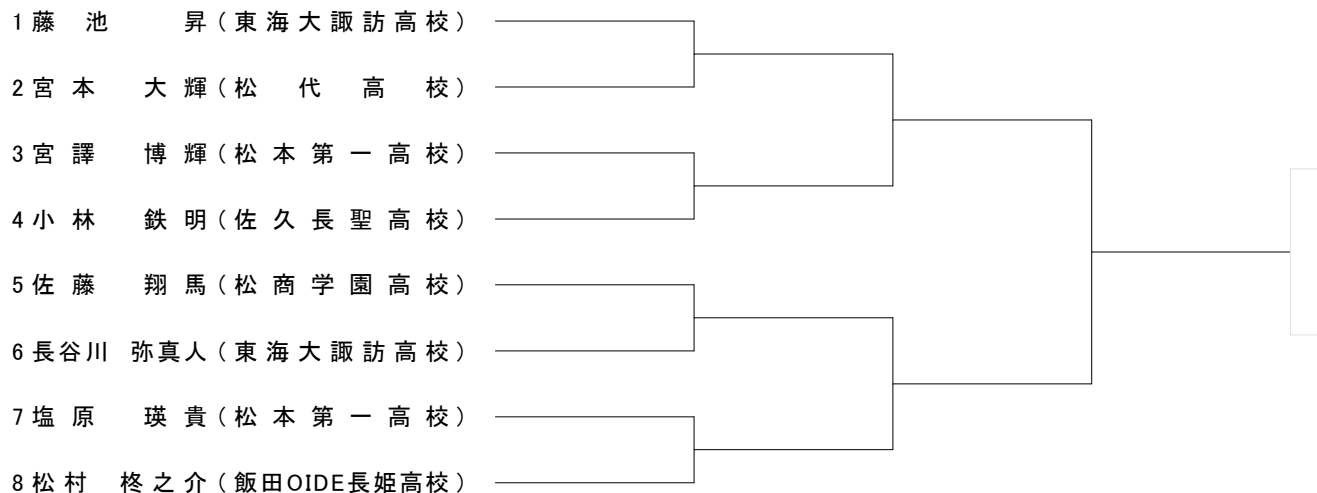 1 藤 池 昇 ( 東 海 大 諏 訪 高 校 )
2 宮 本 大 輝 ( 松 代 高 校 )
3 宮 譯 博 輝 ( 松 本 第 一 高 校 )
4 小 林 鉄 明 ( 佐 久 長 聖 高 校 )
5 佐 藤 翔 馬 ( 松 商 学 園 高 校 )
6 長谷川 弥真人 ( 東 海 大 諏 訪 高 校 )
7 塩 原 瑛 貴 ( 松 本 第 一 高 校 )
8 松 村 柊 之 介 ( 飯田OIDE長姫高校 )